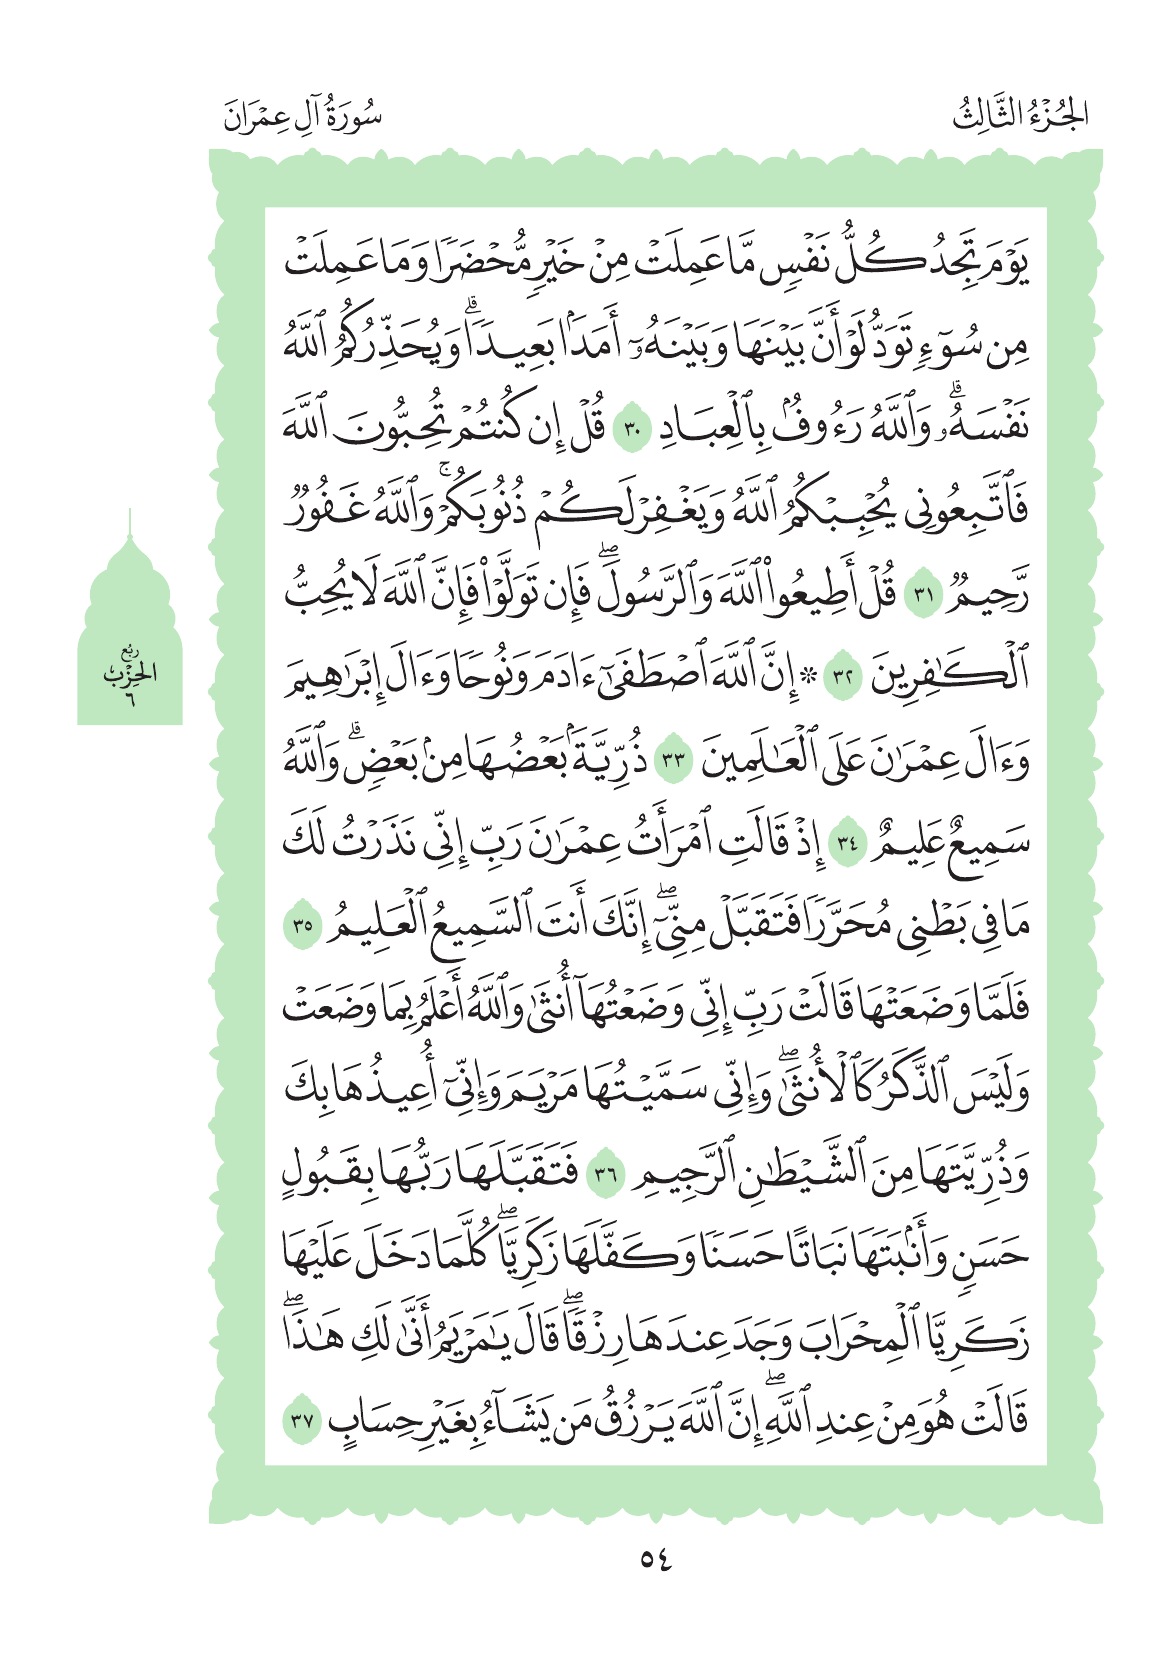 الجُزْءُ الثَّالِثُ
سُورَةُ آلِ عِمْرَانَ
يَوْمَ تَجِدُ كُلُّ نَفْسٖ مَّا عَمِلَتْ مِنْ خَيْرٖ مُّحْضَرٗا وَمَا عَمِلَتْ
مِن سُوٓءٖ تَوَدُّ لَوْ أَنَّ بَيْنَهَا وَبَيْنَهُۥٓ أَمَدَۢا بَعِيدٗاۗ وَيُحَذِّرُكُمُ ٱللَّهُ
نَفْسَهُۥۗ وَٱللَّهُ رَءُوفُۢ بِٱلْعِبَادِ ٣٠ قُلْ إِن كُنتُمْ تُحِبُّونَ ٱللَّهَ
فَٱتَّبِعُونِي يُحْبِبْكُمُ ٱللَّهُ وَيَغْفِرْ لَكُمْ ذُنُوبَكُمْۚ وَٱللَّهُ غَفُورٞ
رَّحِيمٞ ٣١ قُلْ أَطِيعُواْ ٱللَّهَ وَٱلرَّسُولَۖ فَإِن تَوَلَّوْاْ فَإِنَّ ٱللَّهَ لَا يُحِبُّ
ٱلْكَٰفِرِينَ ٣٢ ۞ إِنَّ ٱللَّهَ ٱصْطَفَىٰٓ ءَادَمَ وَنُوحٗا وَءَالَ إِبْرَٰهِيمَ
وَءَالَ عِمْرَٰنَ عَلَى ٱلْعَٰلَمِينَ ٣٣ ذُرِّيَّةَۢ بَعْضُهَا مِنۢ بَعْضٖۗ وَٱللَّهُ
سَمِيعٌ عَلِيمٌ ٣٤ إِذْ قَالَتِ ٱمْرَأَتُ عِمْرَٰنَ رَبِّ إِنِّي نَذَرْتُ لَكَ
مَا فِي بَطْنِي مُحَرَّرٗا فَتَقَبَّلْ مِنِّيٓۖ إِنَّكَ أَنتَ ٱلسَّمِيعُ ٱلْعَلِيمُ ٣٥
فَلَمَّا وَضَعَتْهَا قَالَتْ رَبِّ إِنِّي وَضَعْتُهَآ أُنثَىٰ وَٱللَّهُ أَعْلَمُ بِمَا وَضَعَتْ
وَلَيْسَ ٱلذَّكَرُ كَٱلْأُنثَىٰۖ وَإِنِّي سَمَّيْتُهَا مَرْيَمَ وَإِنِّيٓ أُعِيذُهَا بِكَ
وَذُرِّيَّتَهَا مِنَ ٱلشَّيْطَٰنِ ٱلرَّجِيمِ ٣٦ فَتَقَبَّلَهَا رَبُّهَا بِقَبُولٍ
حَسَنٖ وَأَنۢبَتَهَا نَبَاتًا حَسَنٗا وَكَفَّلَهَا زَكَرِيَّاۖ كُلَّمَا دَخَلَ عَلَيْهَا
زَكَرِيَّا ٱلْمِحْرَابَ وَجَدَ عِندَهَا رِزْقٗاۖ قَالَ يَٰمَرْيَمُ أَنَّىٰ لَكِ هَٰذَاۖ
قَالَتْ هُوَ مِنْ عِندِ ٱللَّهِۖ إِنَّ ٱللَّهَ يَرْزُقُ مَن يَشَآءُ بِغَيْرِ حِسَابٍ ٣٧
ربع
الحِزْب
٦
٥٤